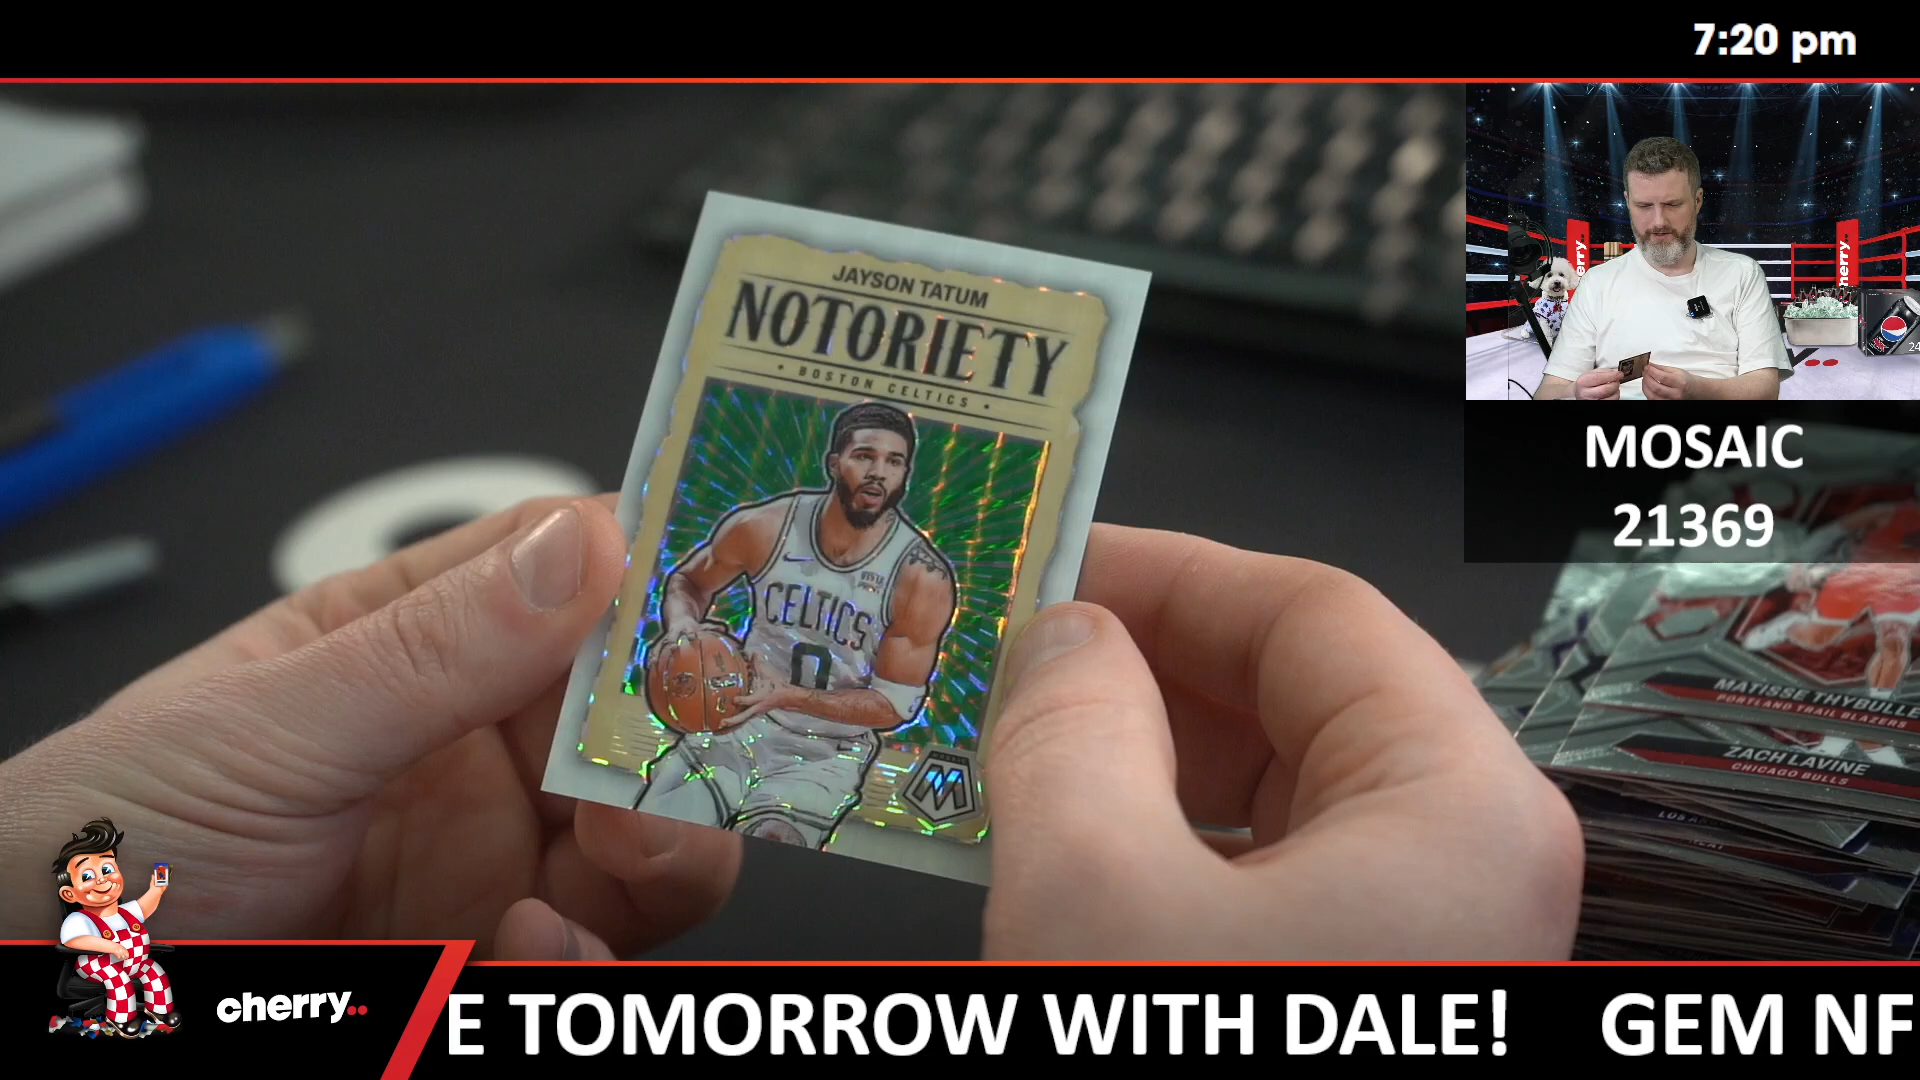 7:20 pm
JAYSON TATUM
NOTORIETY
• BOSTON CELTICS •
CELTICS
0
MOSAIC
21369
MATISSE THYBULLE
PORTLAND TRAIL BLAZERS
ZACH LAVINE
CHICAGO BULLS
cherry..
E TOMORROW WITH DALE!
GEM NF